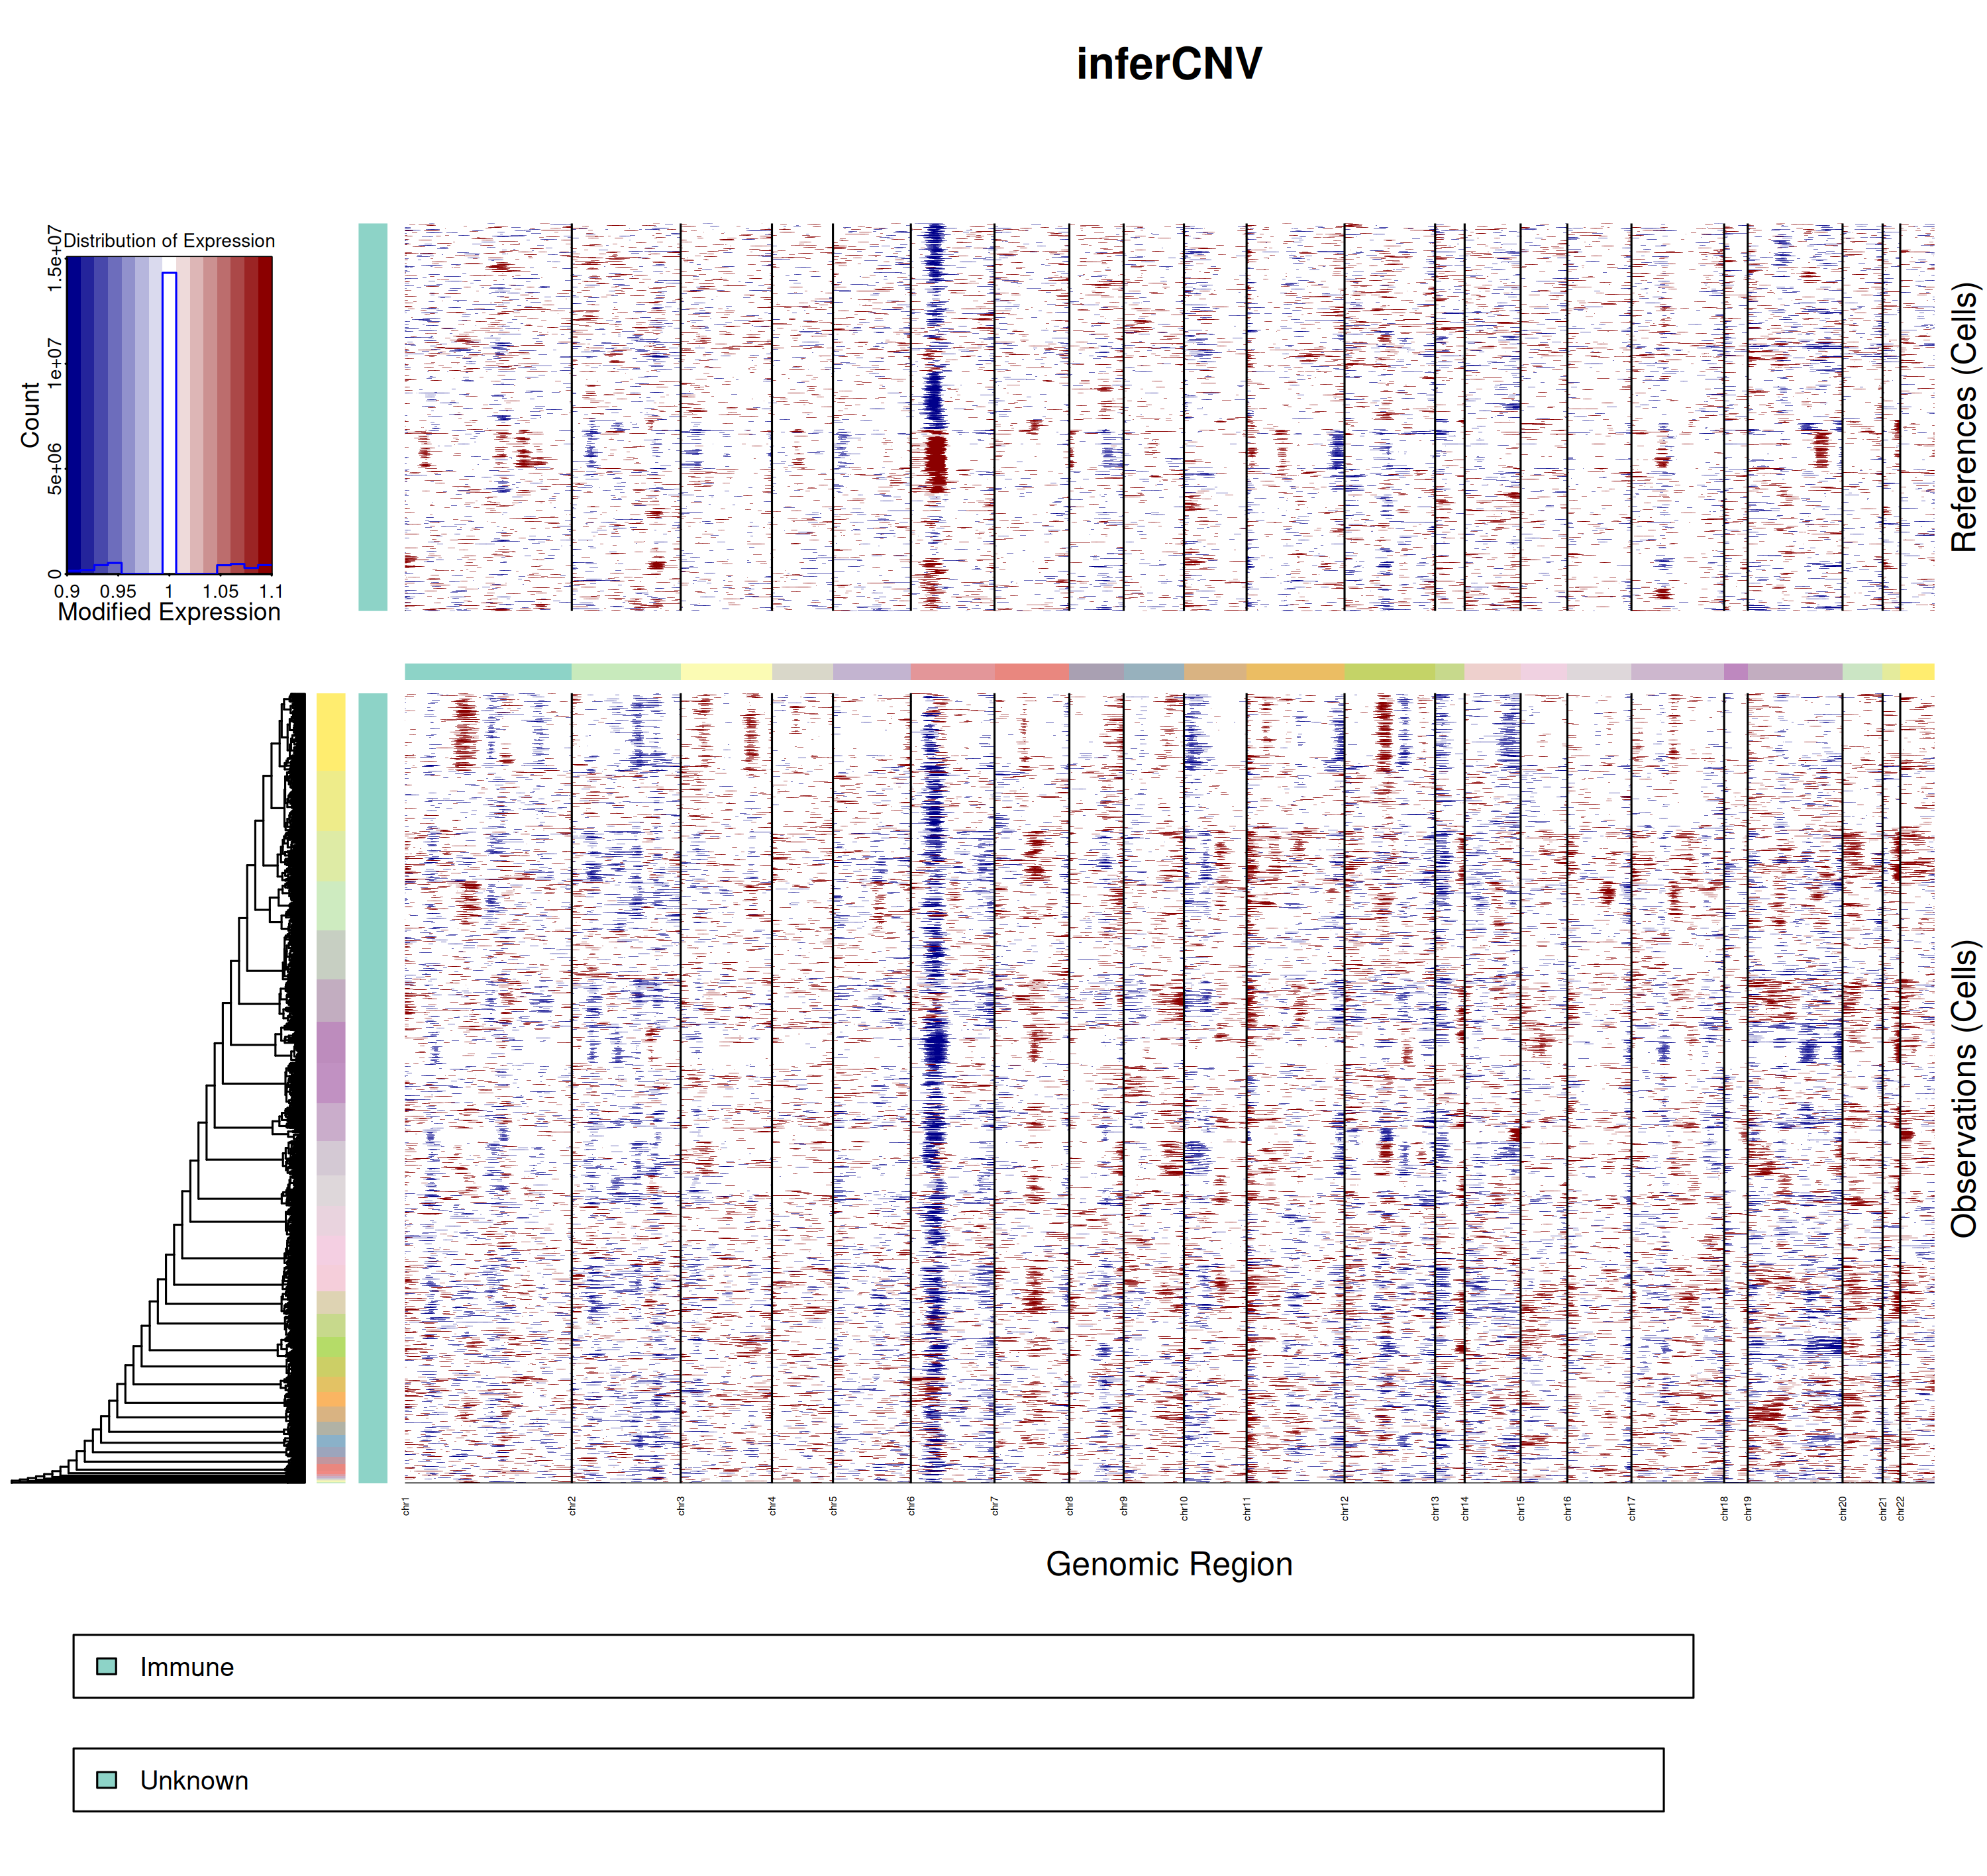 inferCNV
Distribution of Expression
Count
0
5e+06
1e+07
1.5e+07
0.9 0.95 1 1.05 1.1
Modified Expression
References (Cells)
Observations (Cells)
chr1 chr2 chr3 chr4 chr5 chr6 chr7 chr8 chr9 chr10 chr11 chr12 chr13 chr14 chr15 chr16 chr17 chr18 chr19 chr20 chr21 chr22
Genomic Region
Immune
Unknown